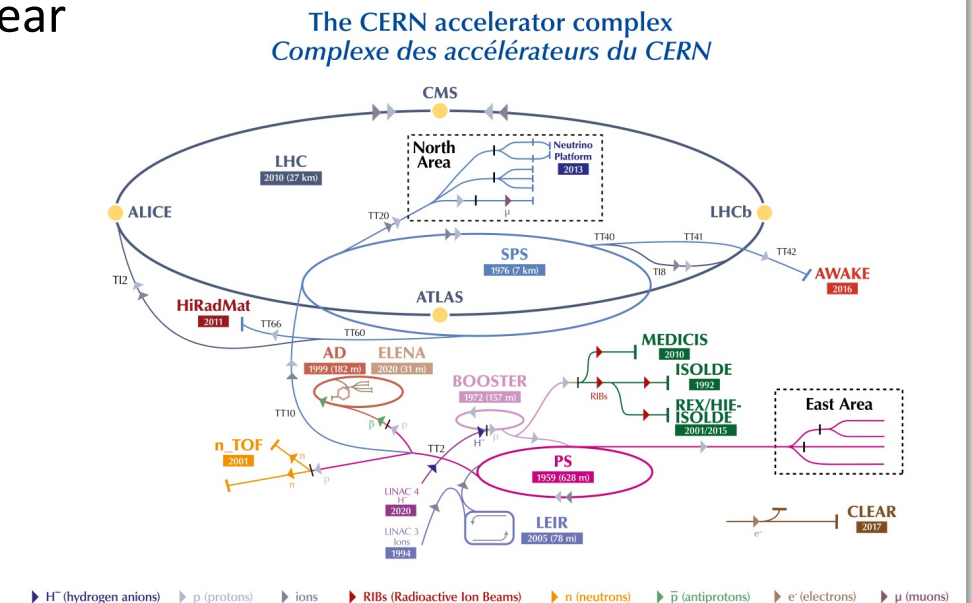 ear
The CERN accelerator complex
Complexe des accélérateurs du CERN
CMS
North
Area
Neutrino
Platform
2013
LHC
2010 (27 km)
μ
ALICE
LHCb
TT20
TT40
TT41
TT42
SPS
1976 (7 km)
TI8
AWAKE
2016
TI2
ATLAS
HiRadMat
2011
TT66
TT60
AD
1999 (182 m)
ELENA
2020 (31 m)
MEDICIS
2010
BOOSTER
1972 (157 m)
ISOLDE
1992
RIBs
REX/HIE-
ISOLDE
2001/2015
East Area
TT10
p̅
p
H⁻
p
TT2
n_TOF
2001
n
n
p
PS
1959 (628 m)
LINAC 4
H⁻
2020
LINAC 3
Ions
1994
LEIR
2005 (78 m)
CLEAR
2017
e⁻
H⁻ (hydrogen anions)
p (protons)
ions
RIBs (Radioactive Ion Beams)
n (neutrons)
p̅ (antiprotons)
e⁻ (electrons)
μ (muons)